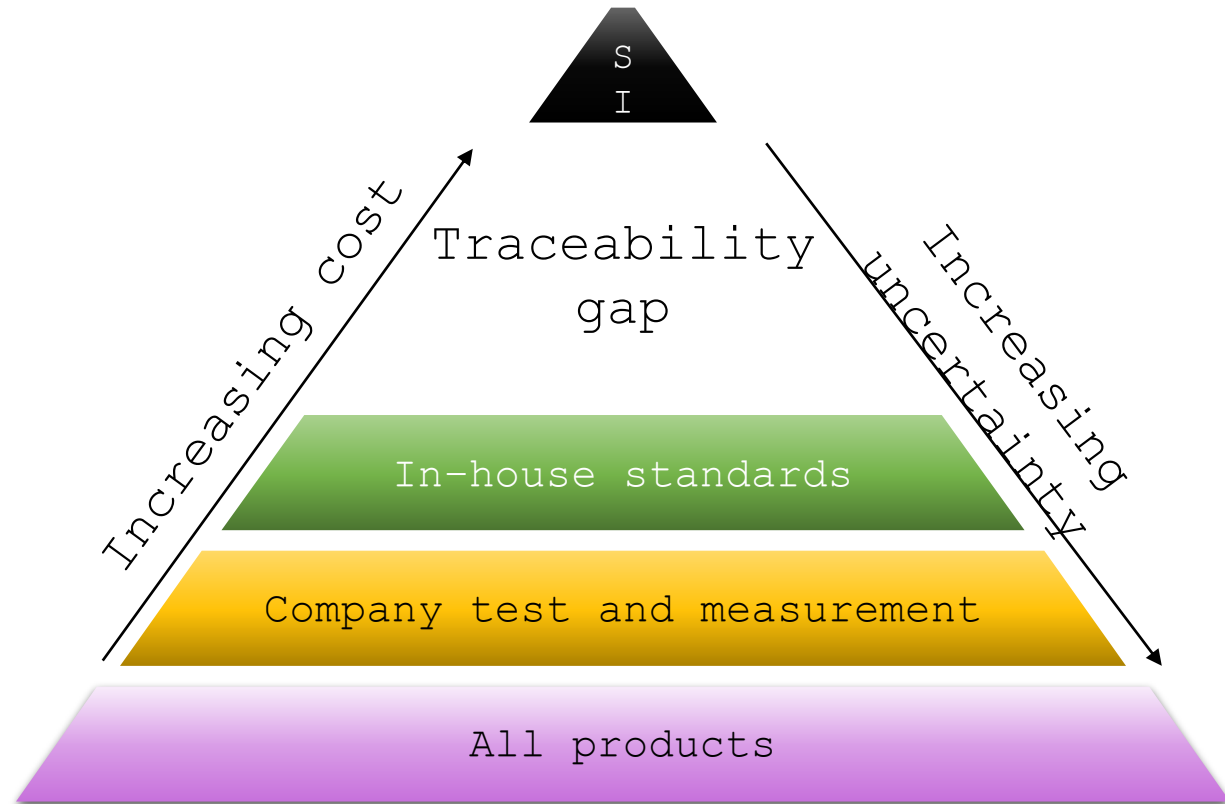 S
I
Increasing cost
Traceability
gap
Increasing
uncertainty
In-house standards
Company test and measurement
All products